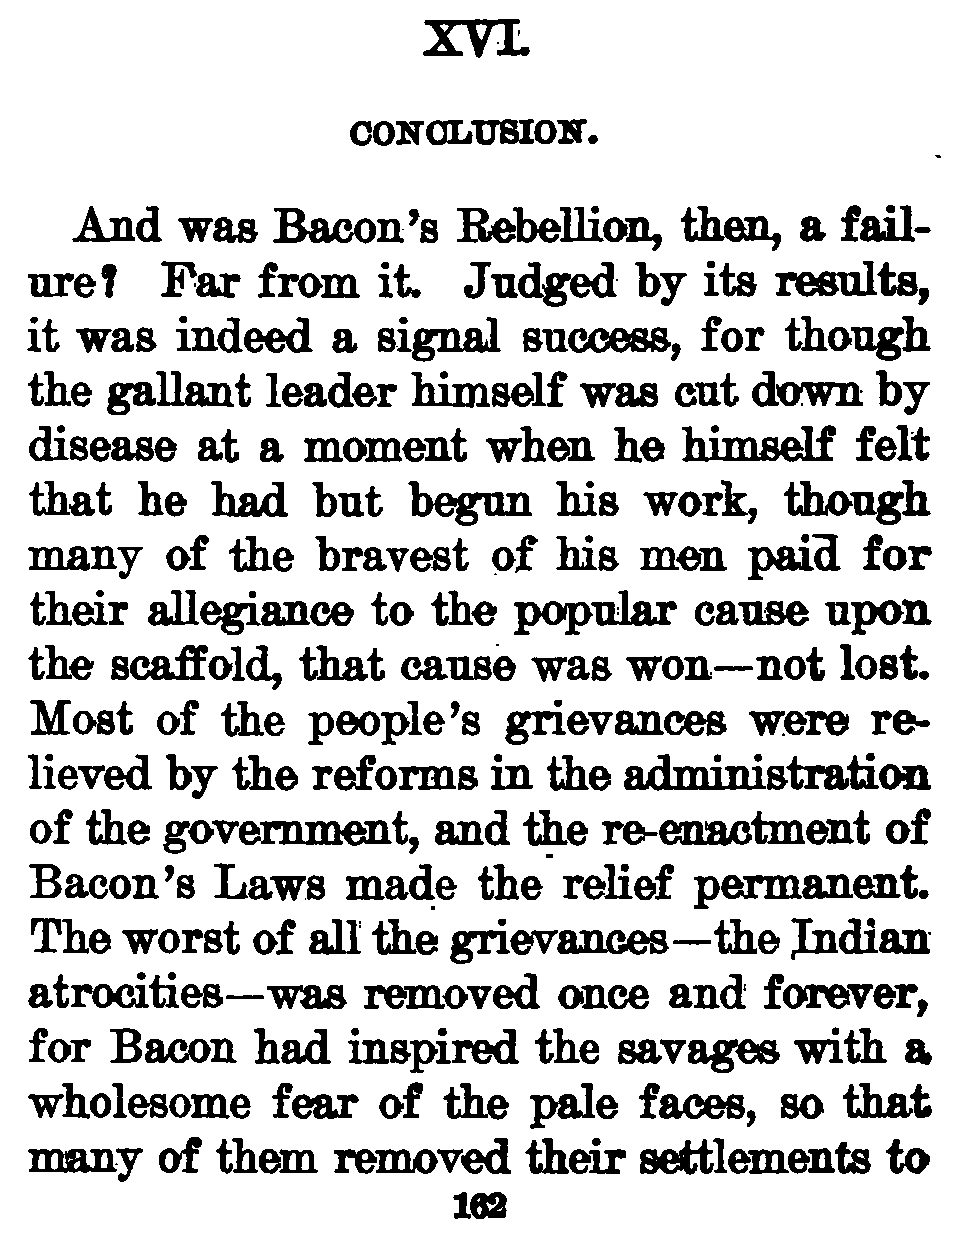 XVI.
CONCLUSION.
And was Bacon's Rebellion, then, a fail-
ure? Far from it. Judged by its results,
it was indeed a signal success, for though
the gallant leader himself was cut down by
disease at a moment when he himself felt
that he had but begun his work, though
many of the bravest of his men paid for
their allegiance to the popular cause upon
the scaffold, that cause was won—not lost.
Most of the people's grievances were re-
lieved by the reforms in the administration
of the government, and the re-enactment of
Bacon's Laws made the relief permanent.
The worst of all the grievances—the Indian
atrocities—was removed once and forever,
for Bacon had inspired the savages with a
wholesome fear of the pale faces, so that
many of them removed their settlements to
162